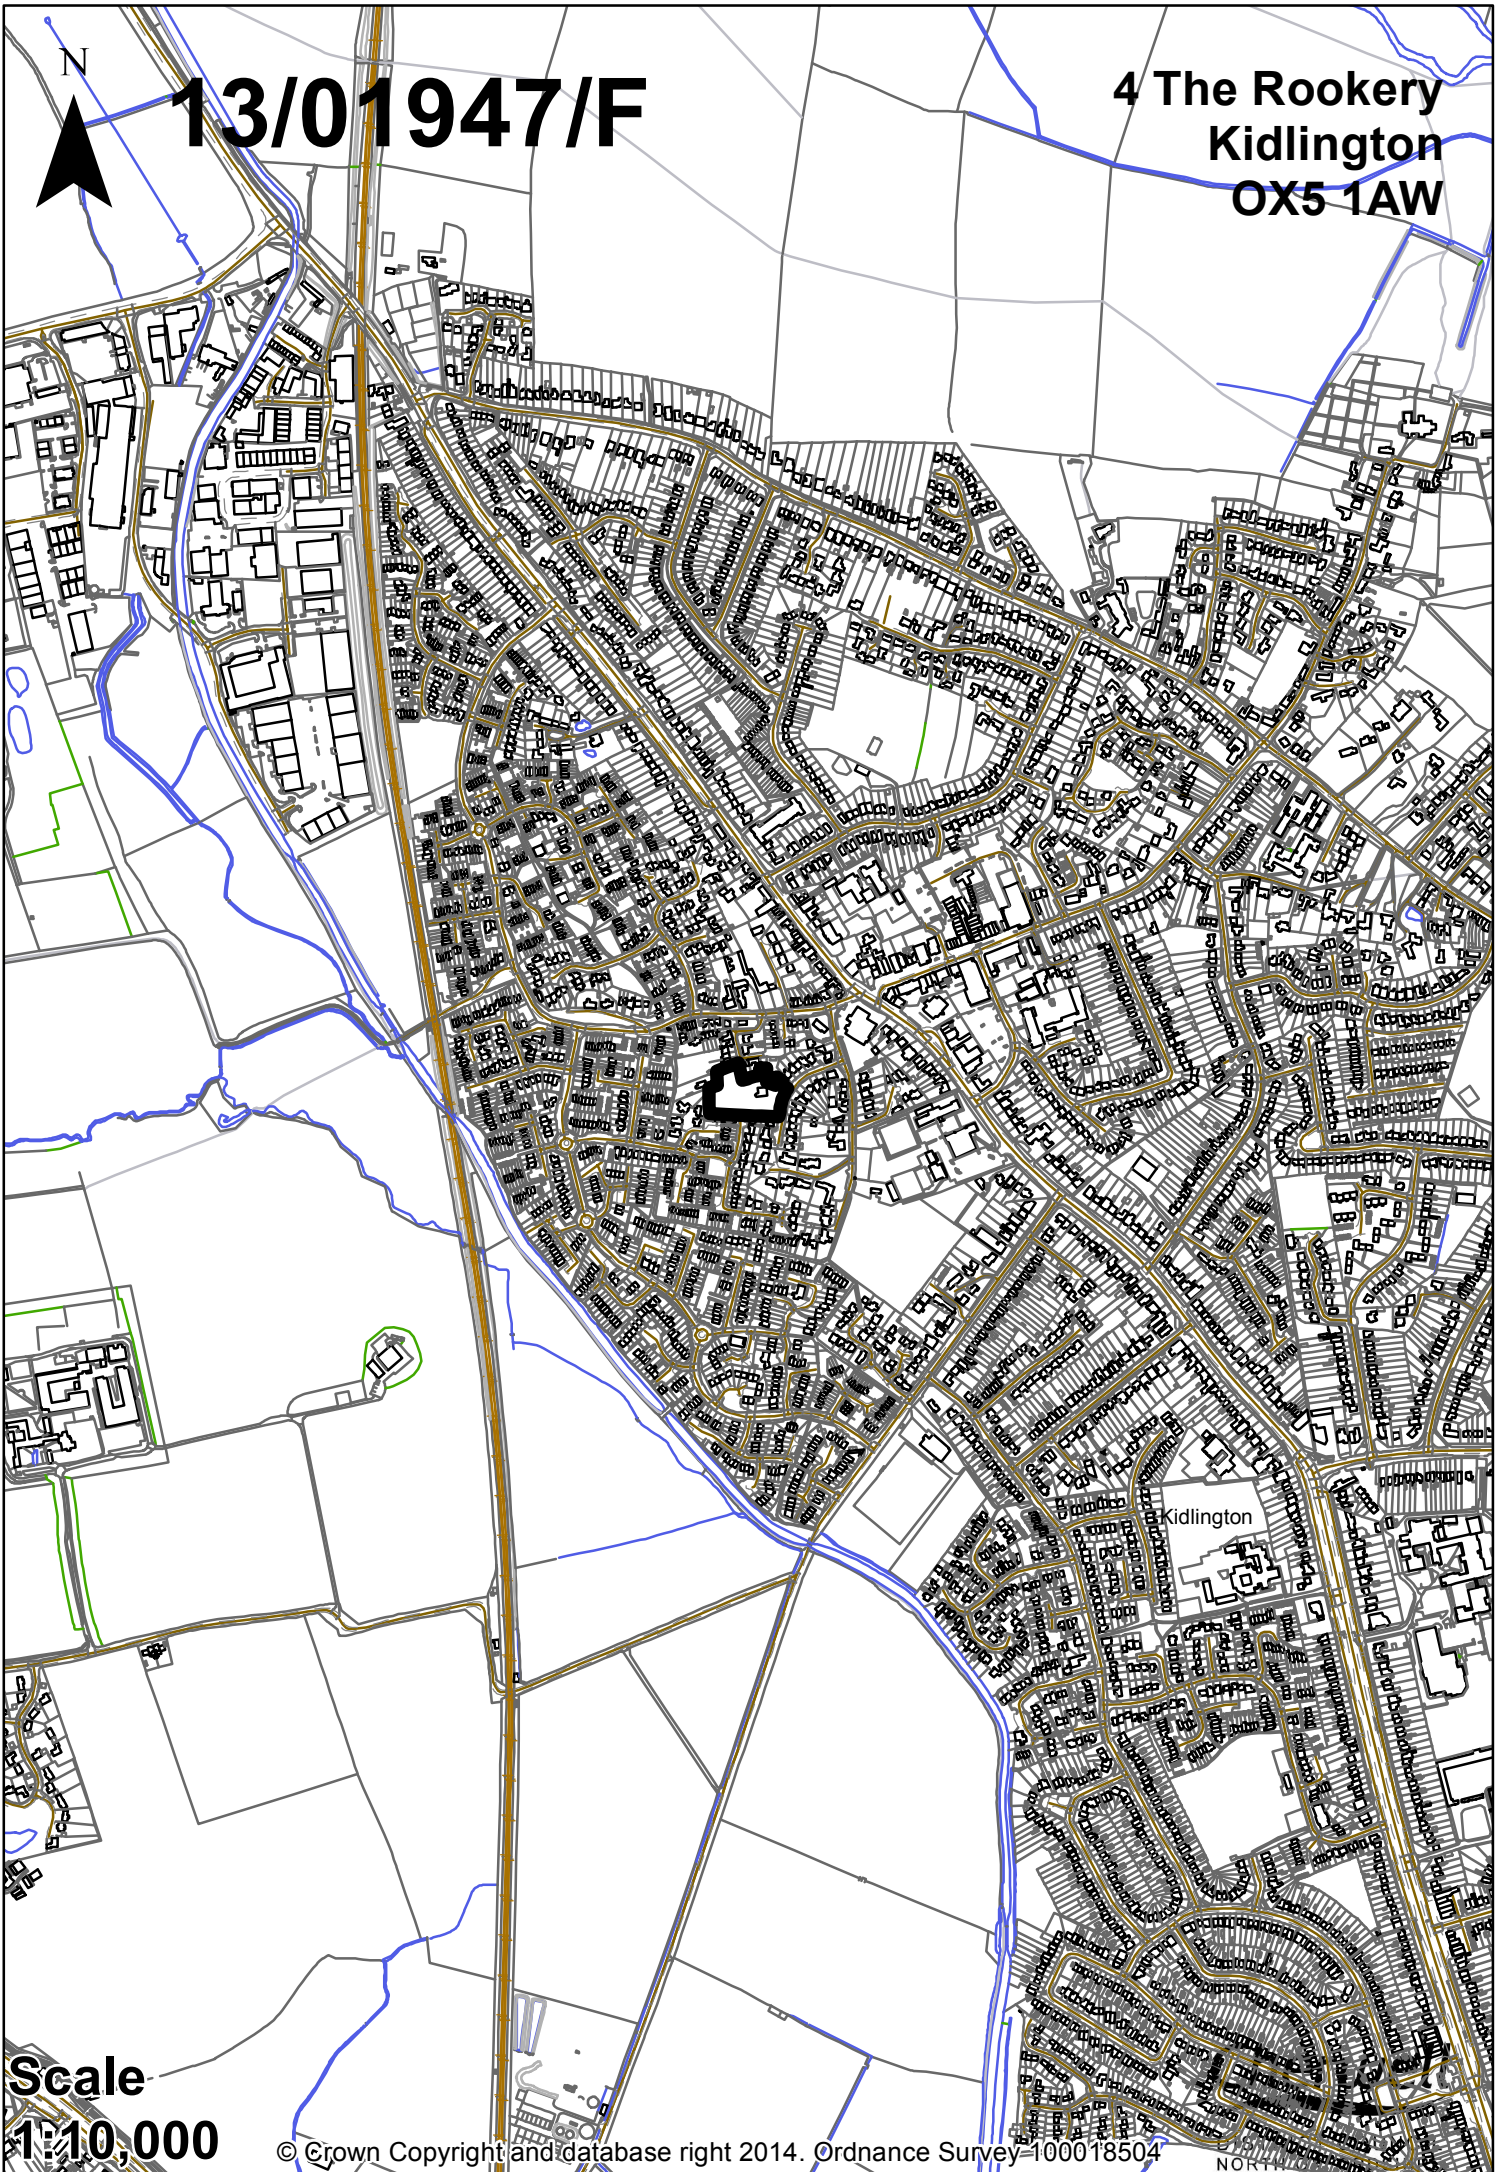 N
13/01947/F
4 The Rookery
Kidlington
OX5 1AW
Kidlington
Scale
1:10,000
© Crown Copyright and database right 2014. Ordnance Survey 100018504